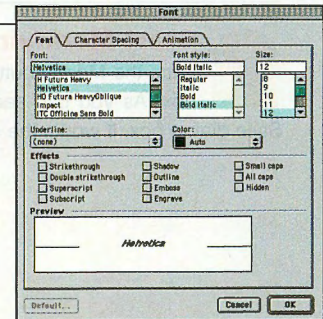 Font
Font Character Spacing Animation
Font: Font style: Size:
Helvetica Bold Italic 12
H Futura Heavy Regular 8
Helvetica Italic 9
HO Futura HeavyOblique Bold 10
Impact Bold Italic 11
ITC Officina Sans Bold 12
Underline: Color:
(none) Auto
Effects
Strikethrough Shadow Small caps
Double strikethrough Outline All caps
Superscript Emboss Hidden
Subscript Engrave
Preview
Helvetica
Default... Cancel OK